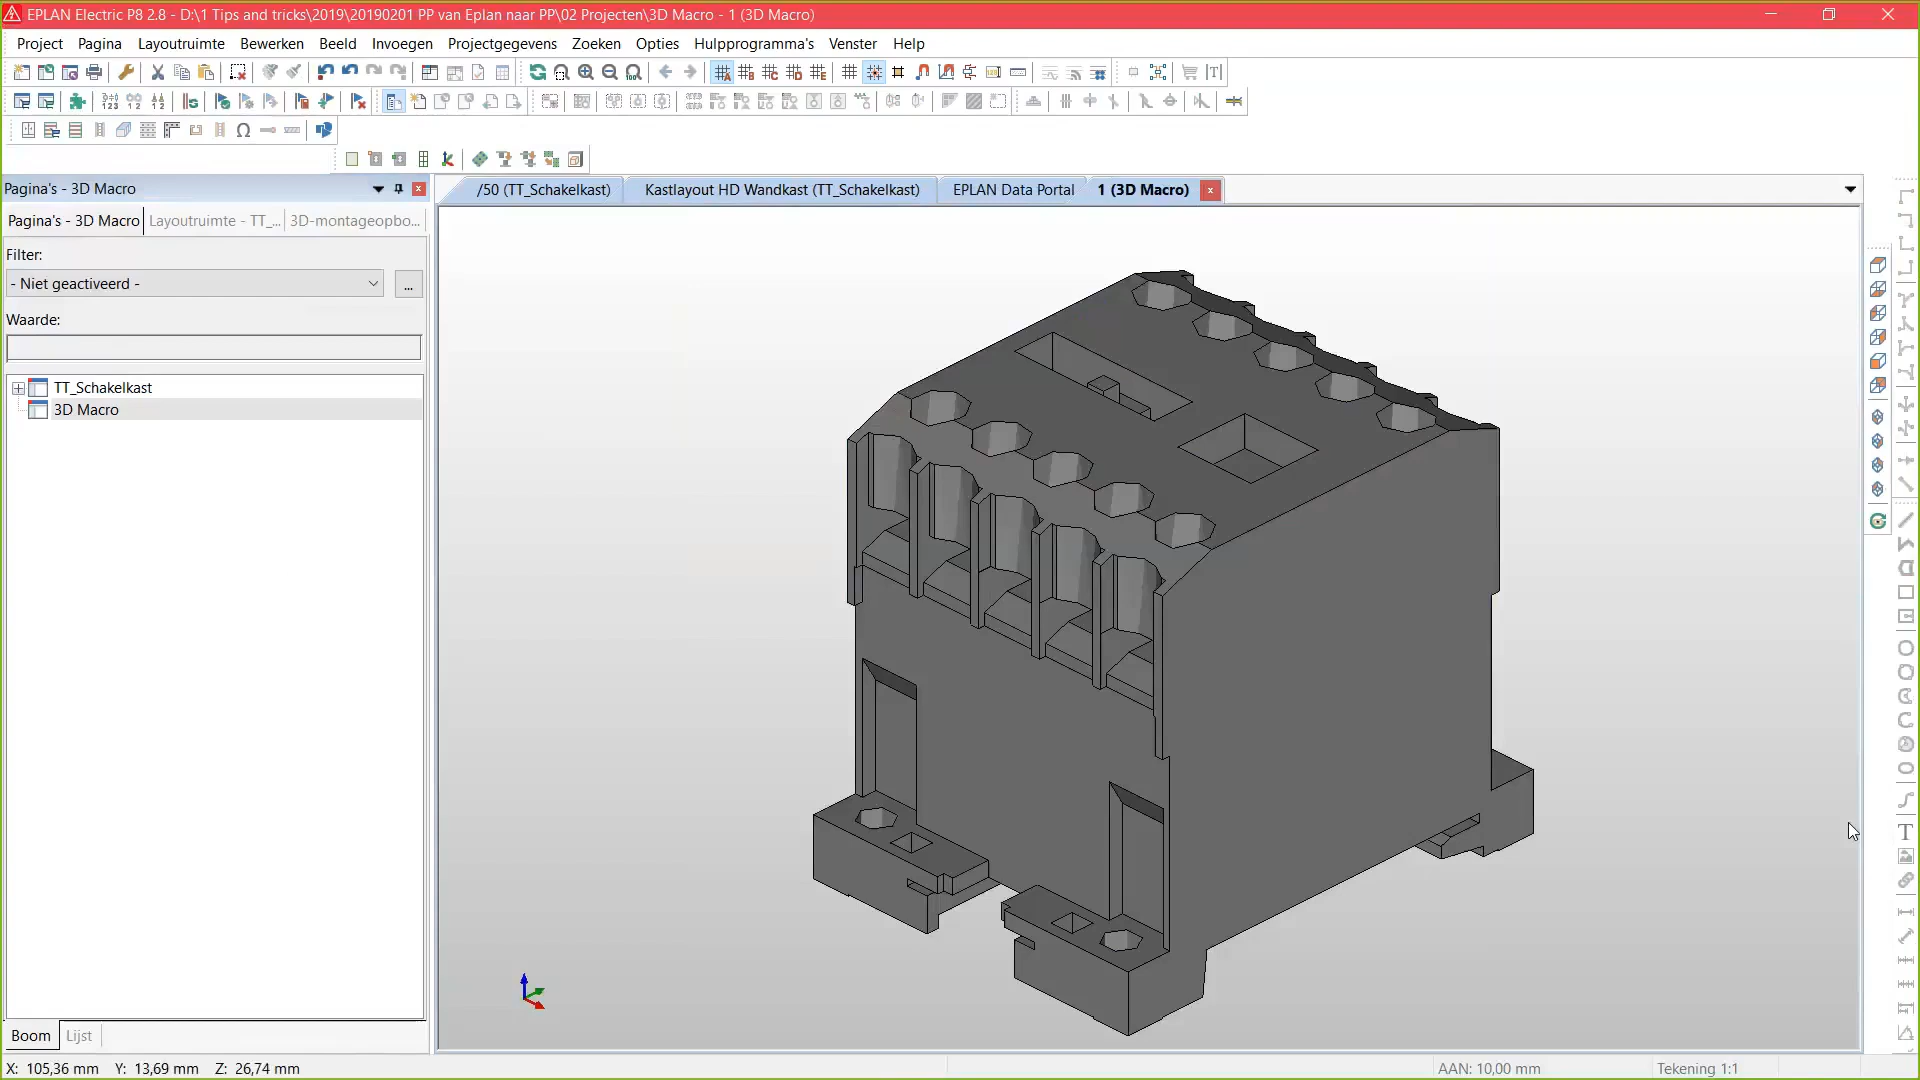 EPLAN Electric P8 2.8 - D:\1 Tips and tricks\2019\20190201 PP van Eplan naar PP\02 Projecten\3D Macro - 1 (3D Macro)
Project Pagina Layoutruimte Bewerken Beeld Invoegen Projectgegevens Zoeken Opties Hulpprogramma's Venster Help
Pagina's - 3D Macro
/50 (TT_Schakelkast) Kastlayout HD Wandkast (TT_Schakelkast) EPLAN Data Portal 1 (3D Macro)
Pagina's - 3D Macro Layoutruimte - TT_... 3D-montageopbo...
Filter:
- Niet geactiveerd -
...
Waarde:
TT_Schakelkast
3D Macro
Boom Lijst
X: 105,36 mm Y: 13,69 mm Z: 26,74 mm
AAN: 10,00 mm Tekening 1:1